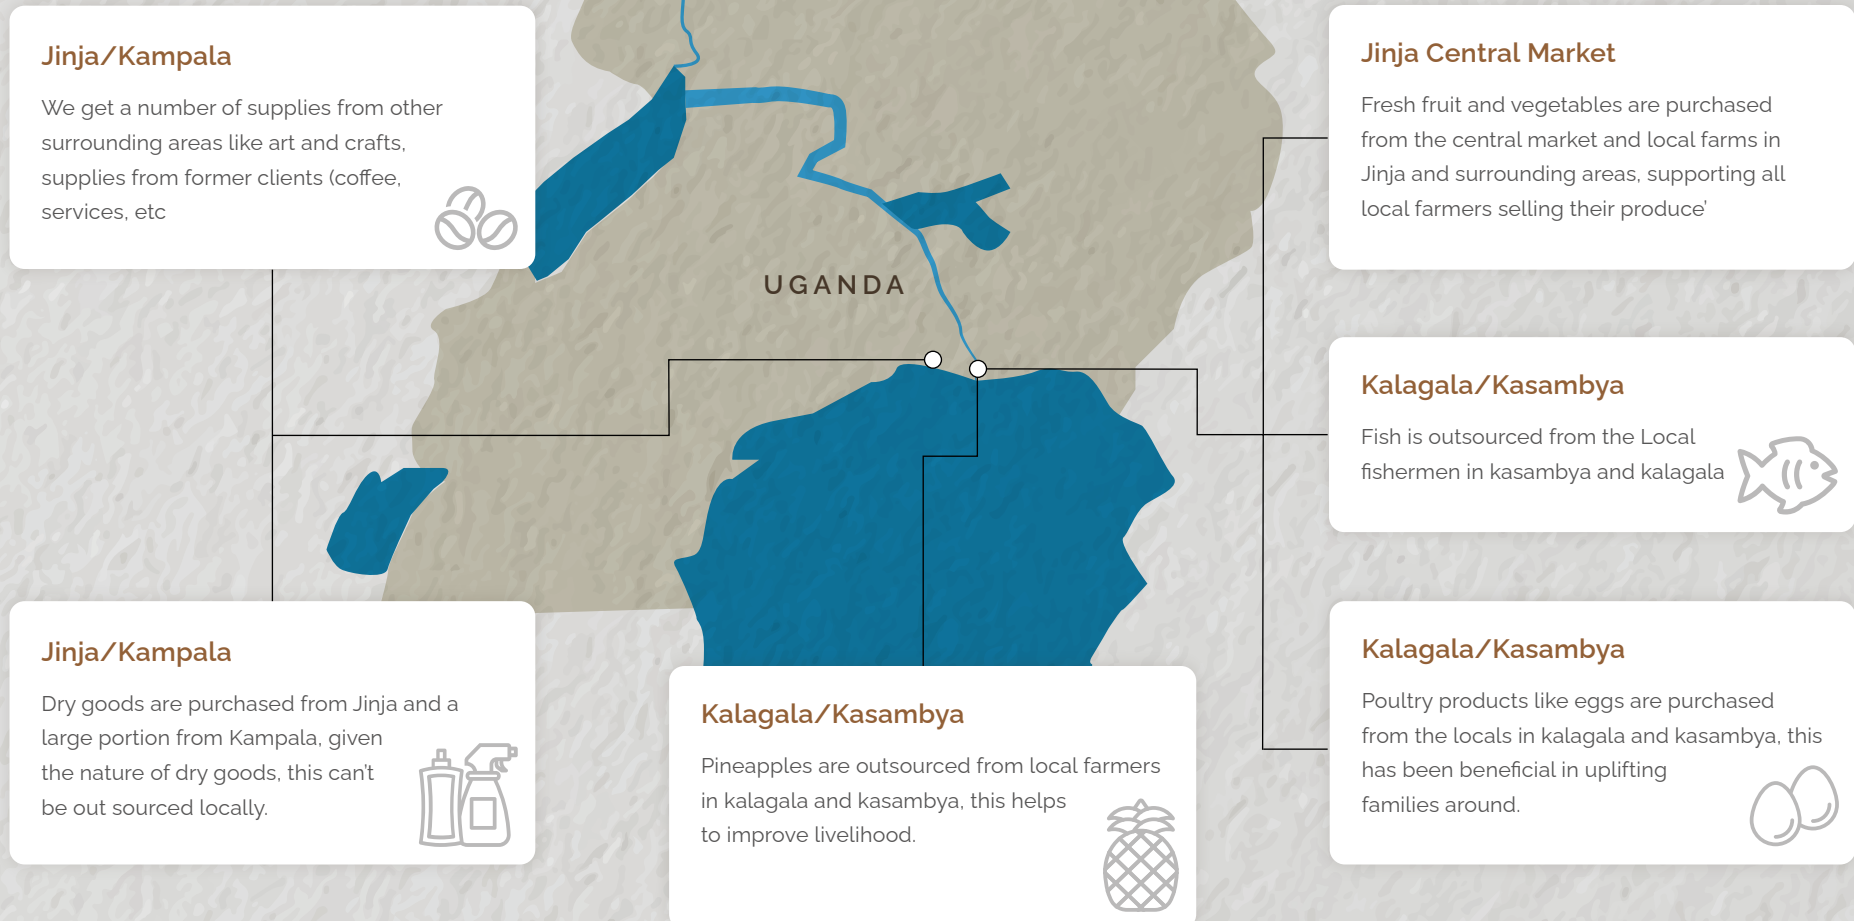 Jinja/Kampala
We get a number of supplies from other
surrounding areas like art and crafts,
supplies from former clients (coffee,
services, etc
Jinja Central Market
Fresh fruit and vegetables are purchased
from the central market and local farms in
Jinja and surrounding areas, supporting all
local farmers selling their produce'
UGANDA
Kalagala/Kasambya
Fish is outsourced from the Local
fishermen in kasambya and kalagala
Jinja/Kampala
Dry goods are purchased from Jinja and a
large portion from Kampala, given
the nature of dry goods, this can't
be out sourced locally.
Kalagala/Kasambya
Pineapples are outsourced from local farmers
in kalagala and kasambya, this helps
to improve livelihood.
Kalagala/Kasambya
Poultry products like eggs are purchased
from the locals in kalagala and kasambya, this
has been beneficial in uplifting
families around.